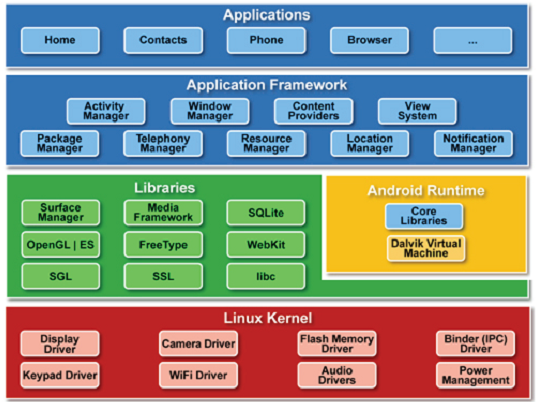 Applications
Home
Contacts
Phone
Browser
...
Application Framework
Activity
Manager
Window
Manager
Content
Providers
View
System
Package
Manager
Telephony
Manager
Resource
Manager
Location
Manager
Notification
Manager
Libraries
Surface
Manager
Media
Framework
SQLite
OpenGL | ES
FreeType
WebKit
SGL
SSL
libc
Android Runtime
Core
Libraries
Dalvik Virtual
Machine
Linux Kernel
Display
Driver
Camera Driver
Flash Memory
Driver
Binder (IPC)
Driver
Keypad Driver
WiFi Driver
Audio
Drivers
Power
Management